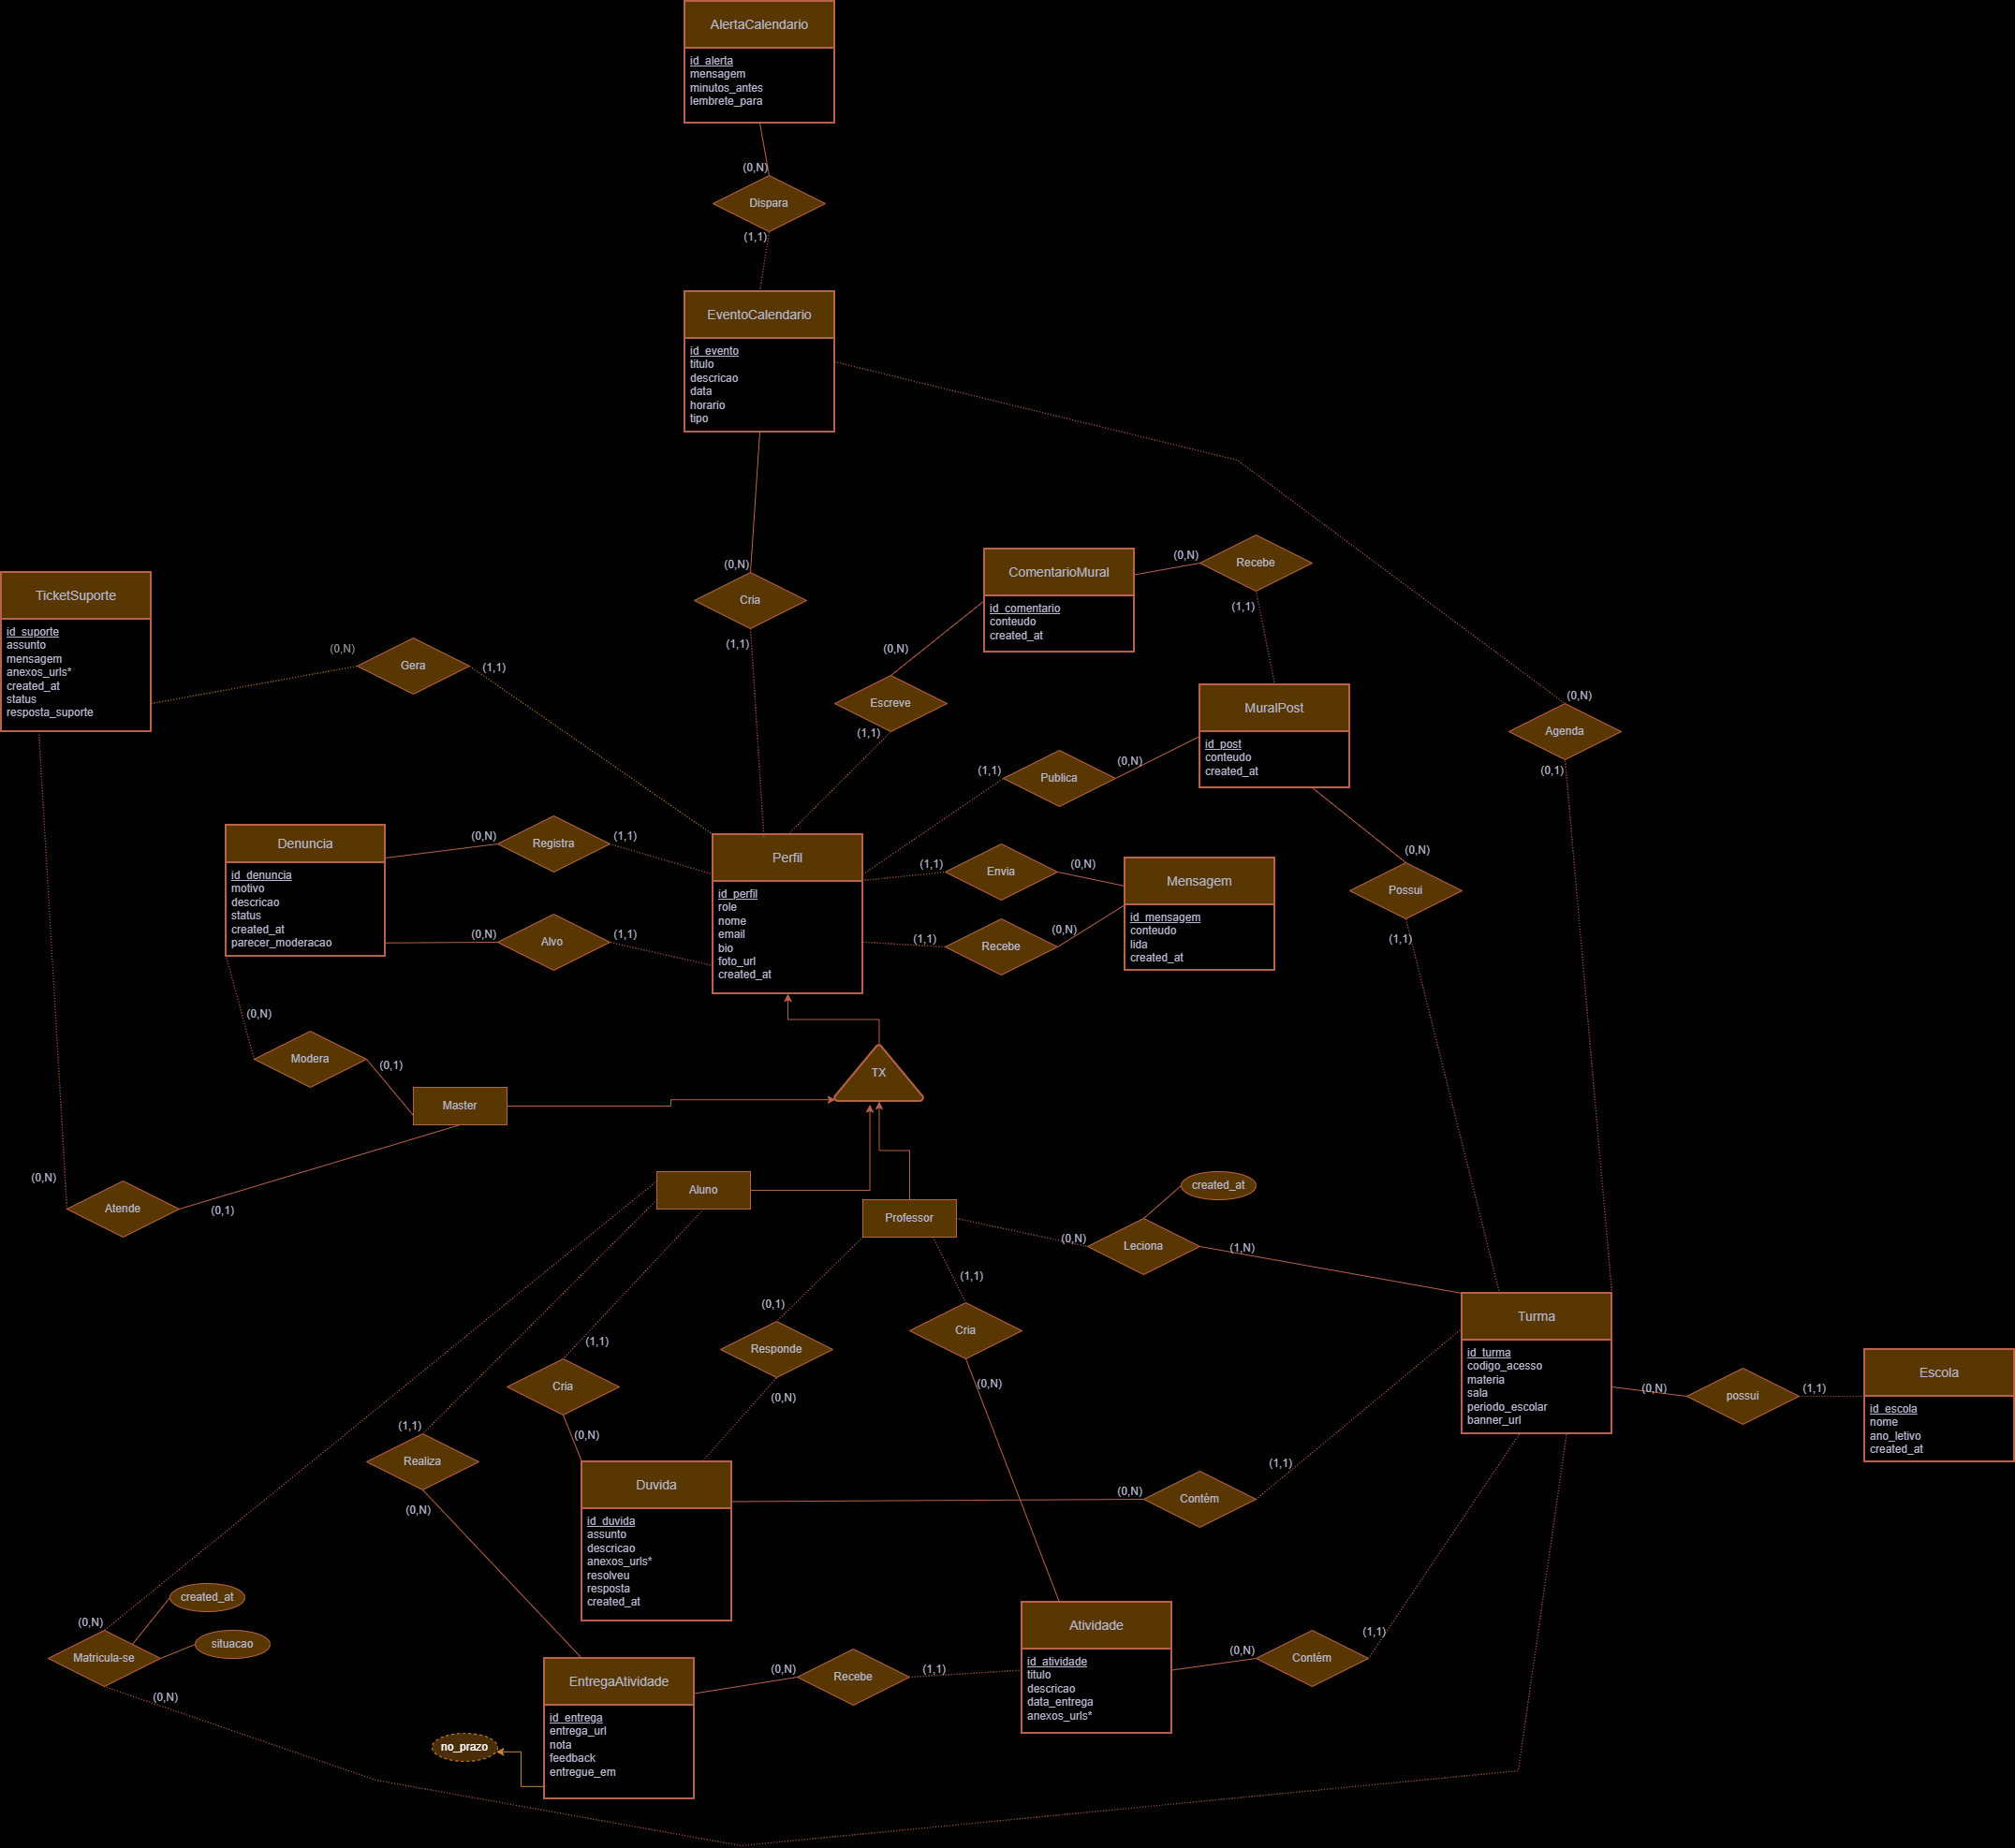 AlertaCalendario
id_alerta
mensagem
minutos_antes
lembrete_para
(0,N)
Dispara
(1,1)
EventoCalendario
id_evento
titulo
descricao
data
horario
tipo
(0,N)
Cria
(1,1)
ComentarioMural
id_comentario
conteudo
created_at
(0,N)
Recebe
(1,1)
(0,N)
Escreve
(1,1)
TicketSuporte
id_suporte
assunto
mensagem
anexos_urls*
created_at
status
resposta_suporte
(0,N)
Gera
(1,1)
MuralPost
id_post
conteudo
created_at
(1,1)
Publica
(0,N)
(0,N)
Agenda
(0,1)
Denuncia
id_denuncia
motivo
descricao
status
created_at
parecer_moderacao
(0,N)
Registra
(1,1)
(0,N)
Alvo
(1,1)
Perfil
id_perfil
role
nome
email
bio
foto_url
created_at
(1,1)
Envia
(0,N)
(1,1)
Recebe
(0,N)
Mensagem
id_mensagem
conteudo
lida
created_at
(0,N)
Possui
(1,1)
(0,N)
Modera
(0,1)
Master
TX
(0,N)
Atende
(0,1)
Aluno
Professor
created_at
(0,N)
Leciona
(1,N)
(1,1)
Cria
(0,N)
(0,1)
Responde
(0,N)
(1,1)
Cria
(0,N)
(1,1)
Realiza
(0,N)
Turma
id_turma
codigo_acesso
materia
sala
periodo_escolar
banner_url
(0,N)
possui
(1,1)
Escola
id_escola
nome
ano_letivo
created_at
Duvida
id_duvida
assunto
descricao
anexos_urls*
resolveu
resposta
created_at
(0,N)
Contêm
(1,1)
created_at
situacao
(0,N)
Matricula-se
(0,N)
Atividade
id_atividade
titulo
descricao
data_entrega
anexos_urls*
(0,N)
Contêm
(1,1)
EntregaAtividade
id_entrega
entrega_url
nota
feedback
entregue_em
(0,N)
Recebe
(1,1)
no_prazo